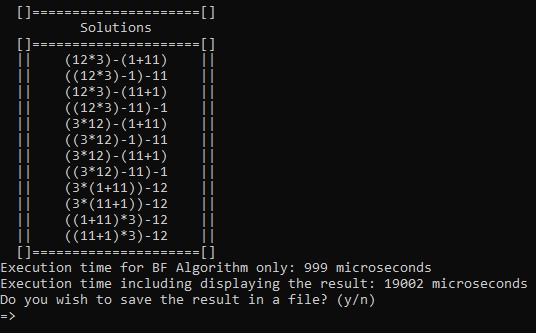 []=====================[]
Solutions
[]=====================[]
|| (12*3)-(1+11) ||
|| ((12*3)-1)-11 ||
|| (12*3)-(11+1) ||
|| ((12*3)-11)-1 ||
|| (3*12)-(1+11) ||
|| ((3*12)-1)-11 ||
|| (3*12)-(11+1) ||
|| ((3*12)-11)-1 ||
|| (3*(1+11))-12 ||
|| (3*(11+1))-12 ||
|| ((1+11)*3)-12 ||
|| ((11+1)*3)-12 ||
[]=====================[]
Execution time for BF Algorithm only: 999 microseconds
Execution time including displaying the result: 19002 microseconds
Do you wish to save the result in a file? (y/n)
=>